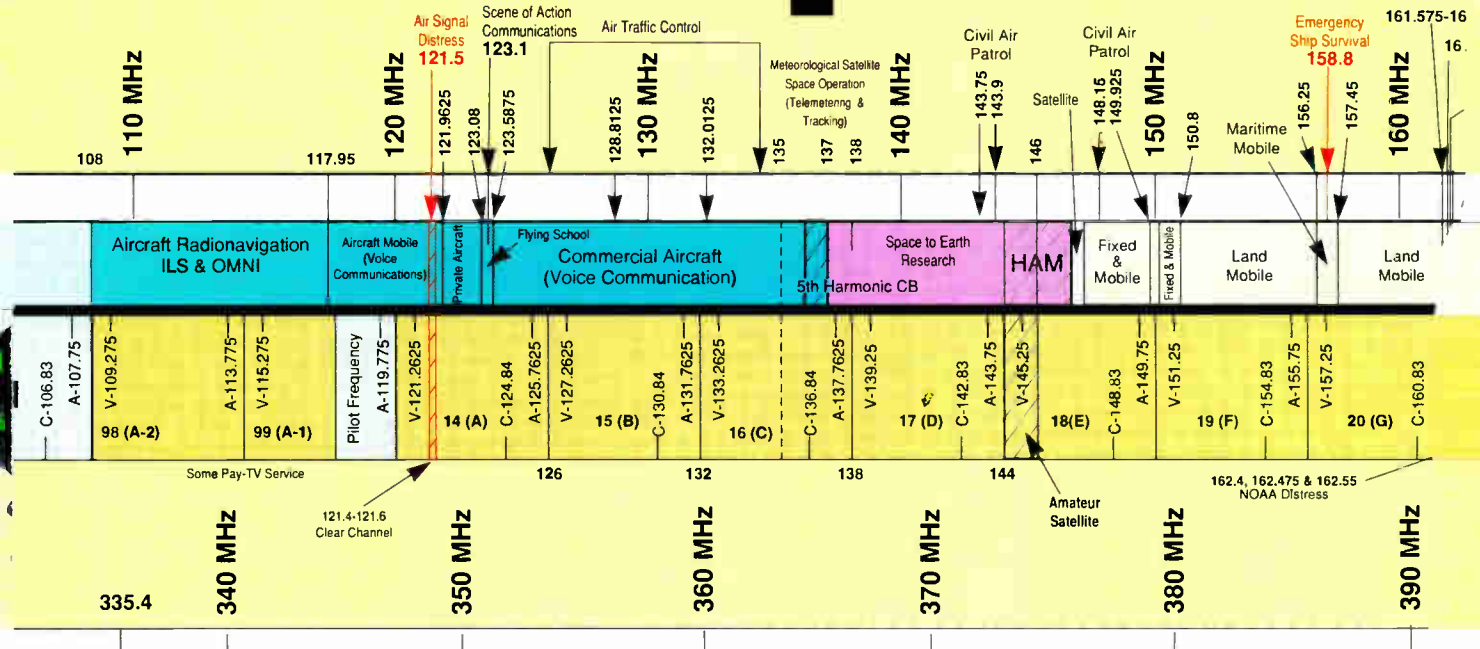 Air Signal
Distress
121.5
Scene of Action
Communications
123.1
Air Traffic Control
Meteorological Satellite
Space Operation
(Telemetering &
Tracking)
Civil Air
Patrol
Civil Air
Patrol
Satellite
Emergency
Ship Survival
158.8
Maritime
Mobile
161.575-16
16.
108
110 MHz
117.95
120 MHz
121.9625
123.08
123.5875
128.8125
130 MHz
132.0125
135
137
138
140 MHz
143.75
143.9
146
148.15
149.925
150 MHz
150.8
156.25
157.45
160 MHz
Aircraft Radionavigation
ILS & OMNI
Aircraft Mobile
(Voice
Communications)
Private Aircraft
Flying School
Commercial Aircraft
(Voice Communication)
5th Harmonic CB
Space to Earth
Research
HAM
Fixed
&
Mobile
Fixed & Mobile
Land
Mobile
Land
Mobile
C-106.83
A-107.75
V-109.275
98 (A-2)
A-113.775
V-115.275
99 (A-1)
Pilot Frequency
A-119.775
V-121.2625
14 (A)
C-124.84
A-125.7625
V-127.2625
15 (B)
C-130.84
A-131.7625
V-133.2625
16 (C)
C-136.84
A-137.7625
V-139.25
17 (D)
C-142.83
A-143.75
V-145.25
18(E)
C-148.83
A-149.75
V-151.25
19 (F)
C-154.83
A-155.75
V-157.25
20 (G)
C-160.83
Some Pay-TV Service
126
132
138
144
162.4, 162.475 & 162.55
NOAA Distress
121.4-121.6
Clear Channel
Amateur
Satellite
335.4
340 MHz
350 MHz
360 MHz
370 MHz
380 MHz
390 MHz